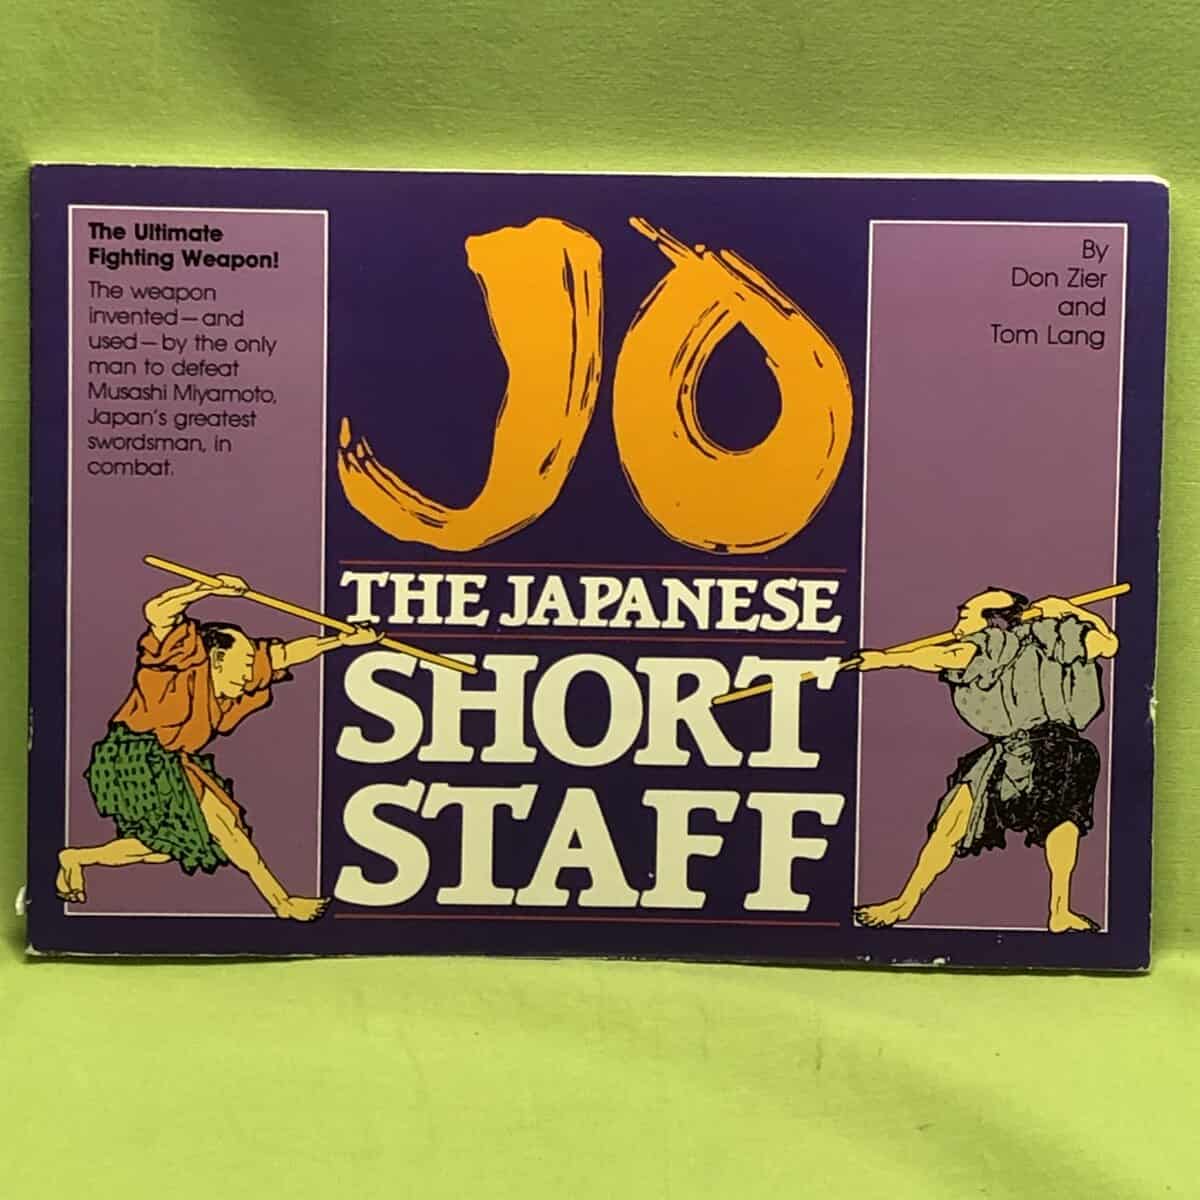 The Ultimate
Fighting Weapon!
The weapon
invented—and
used—by the only
man to defeat
Musashi Miyamoto,
Japan's greatest
swordsman, in
combat.
JO
THE JAPANESE
SHORT
STAFF
By
Don Zier
and
Tom Lang